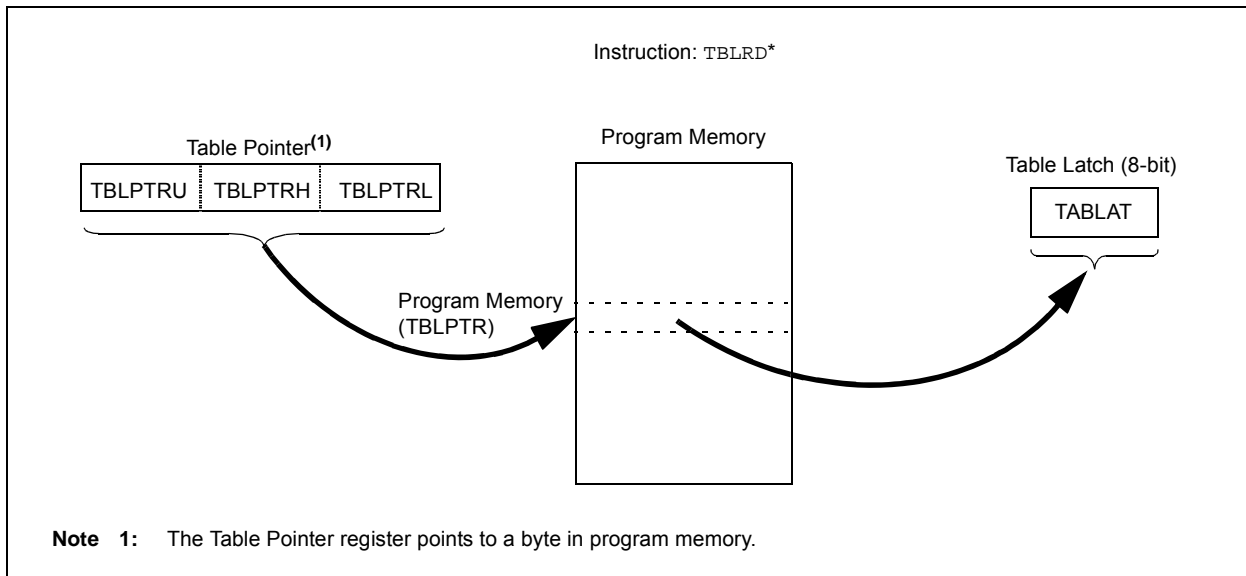 Instruction: TBLRD*
Table Pointer(1)
TBLPTRU TBLPTRH TBLPTRL
Program Memory
Table Latch (8-bit)
TABLAT
Program Memory
(TBLPTR)
Note 1: The Table Pointer register points to a byte in program memory.